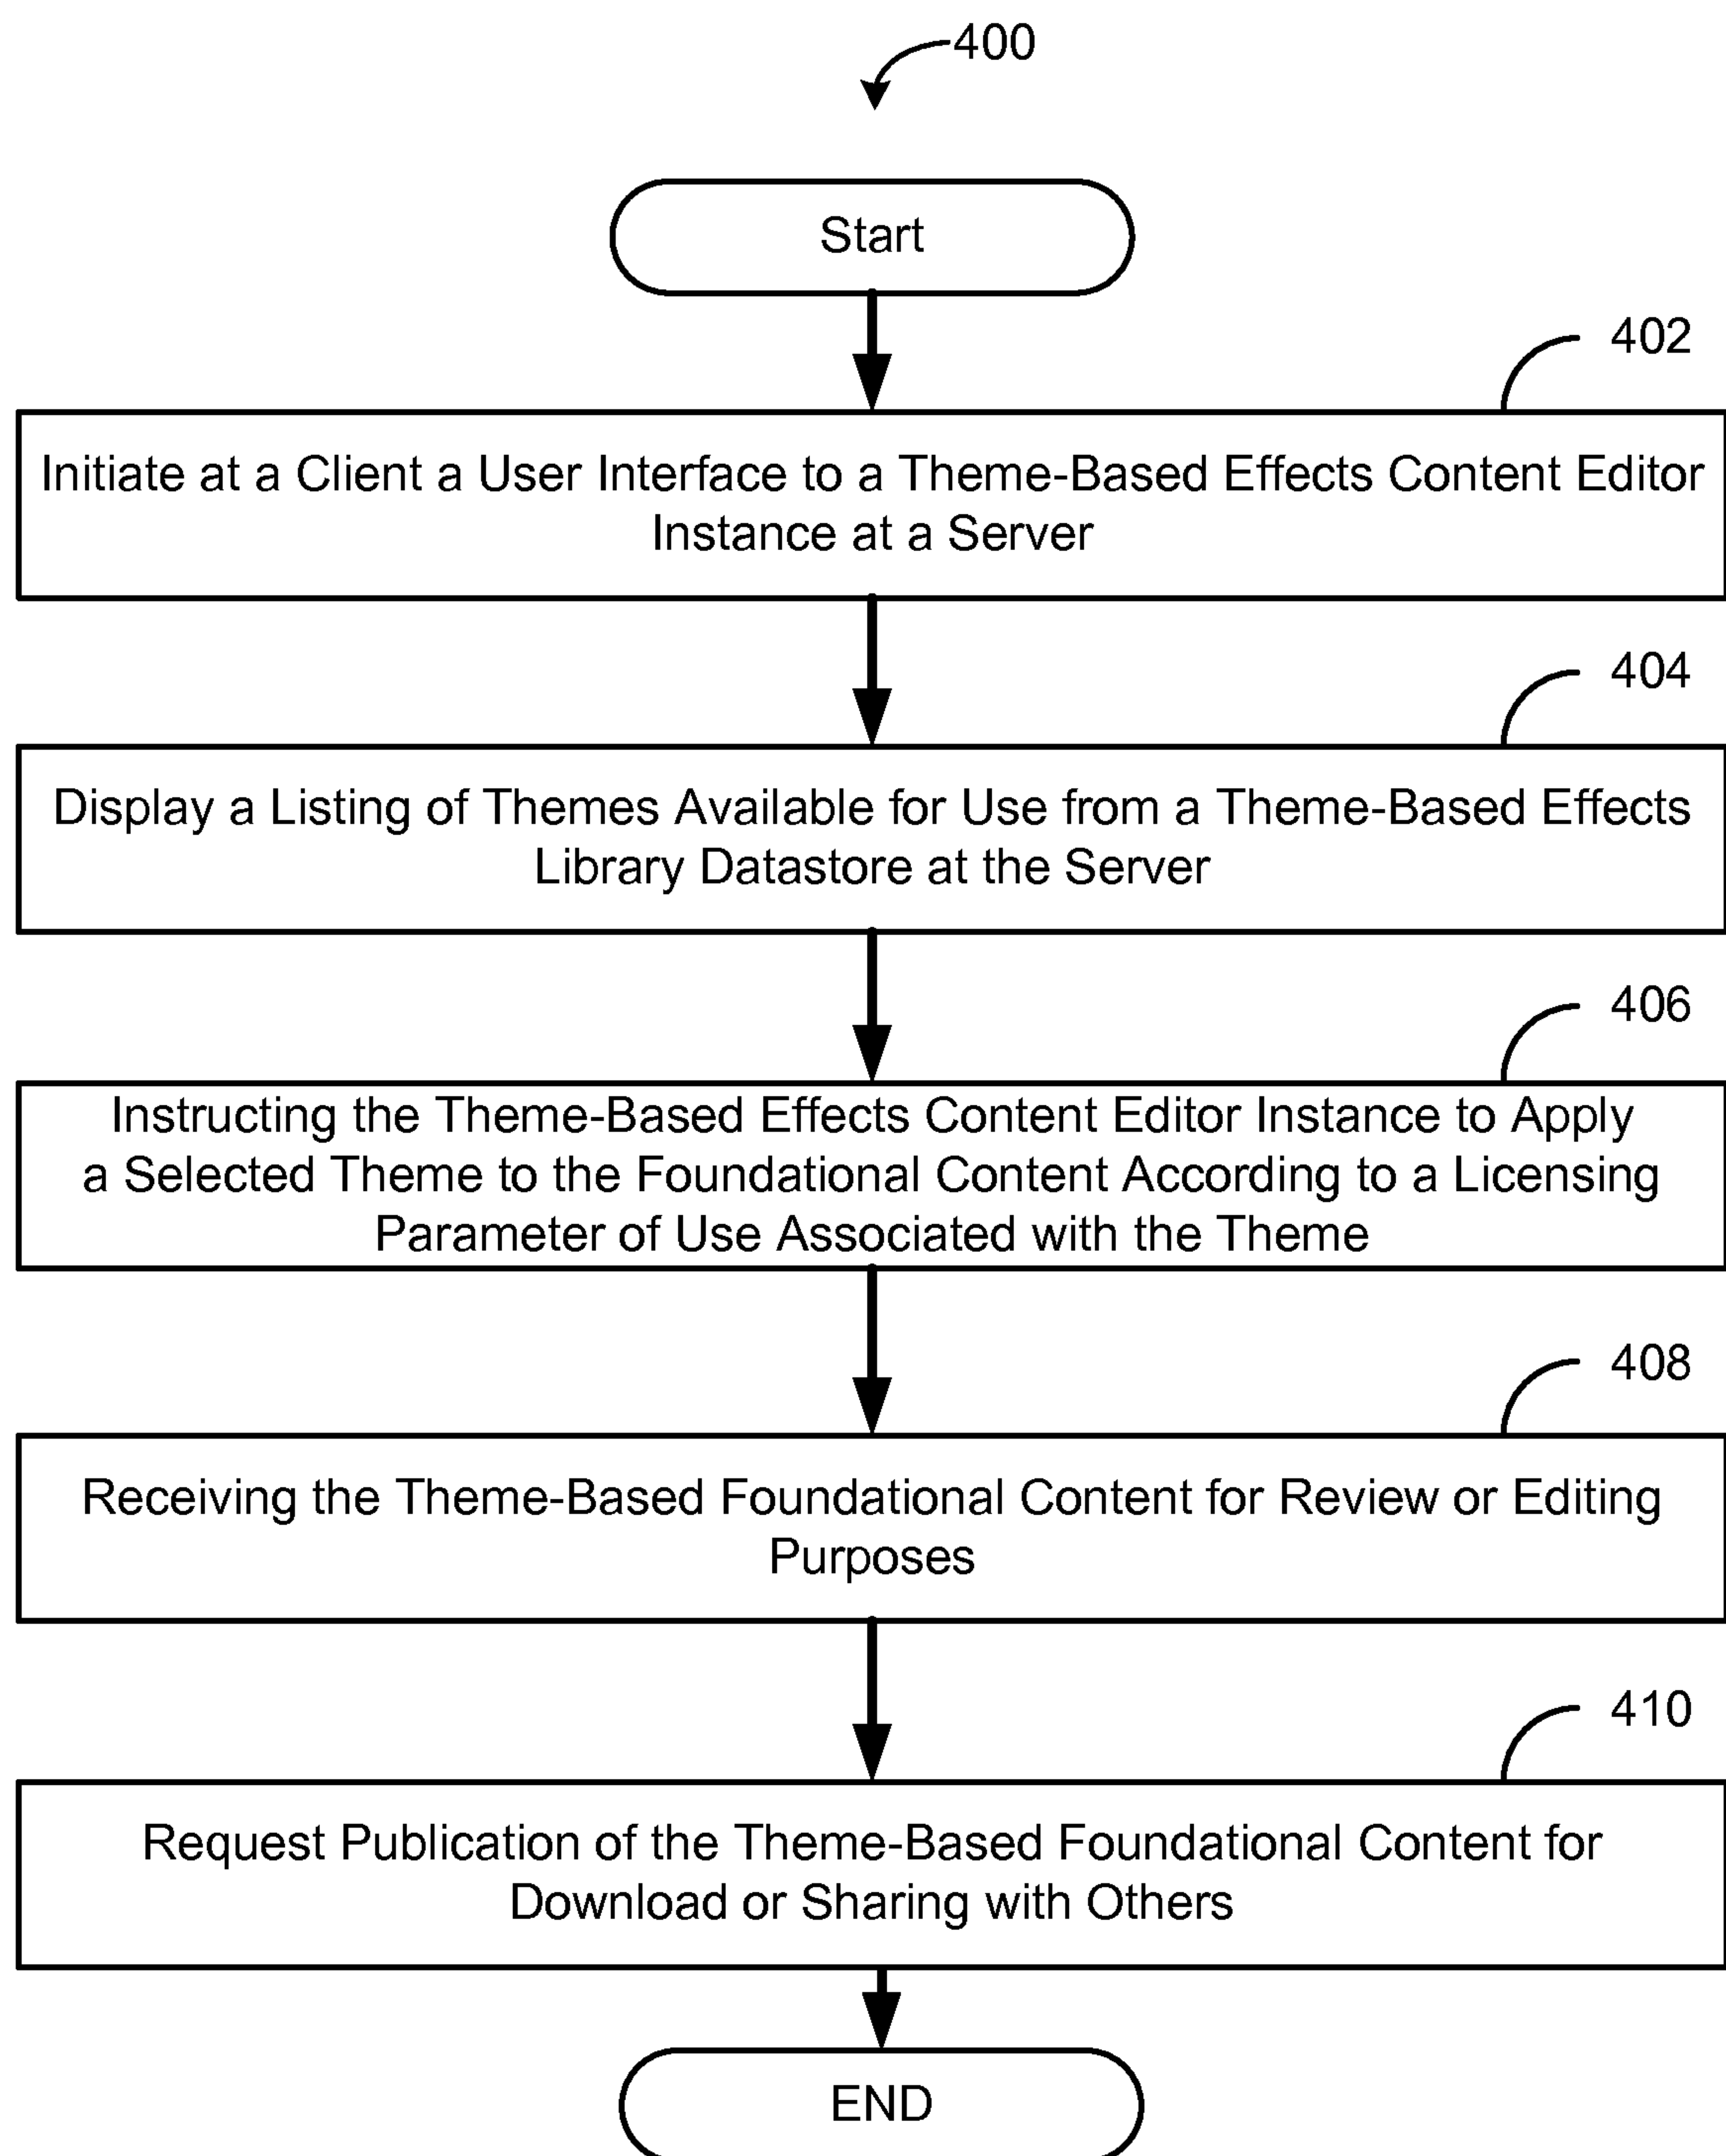 400
Start
402
Initiate at a Client a User Interface to a Theme-Based Effects Content Editor
Instance at a Server
404
Display a Listing of Themes Available for Use from a Theme-Based Effects
Library Datastore at the Server
406
Instructing the Theme-Based Effects Content Editor Instance to Apply
a Selected Theme to the Foundational Content According to a Licensing
Parameter of Use Associated with the Theme
408
Receiving the Theme-Based Foundational Content for Review or Editing
Purposes
410
Request Publication of the Theme-Based Foundational Content for
Download or Sharing with Others
END